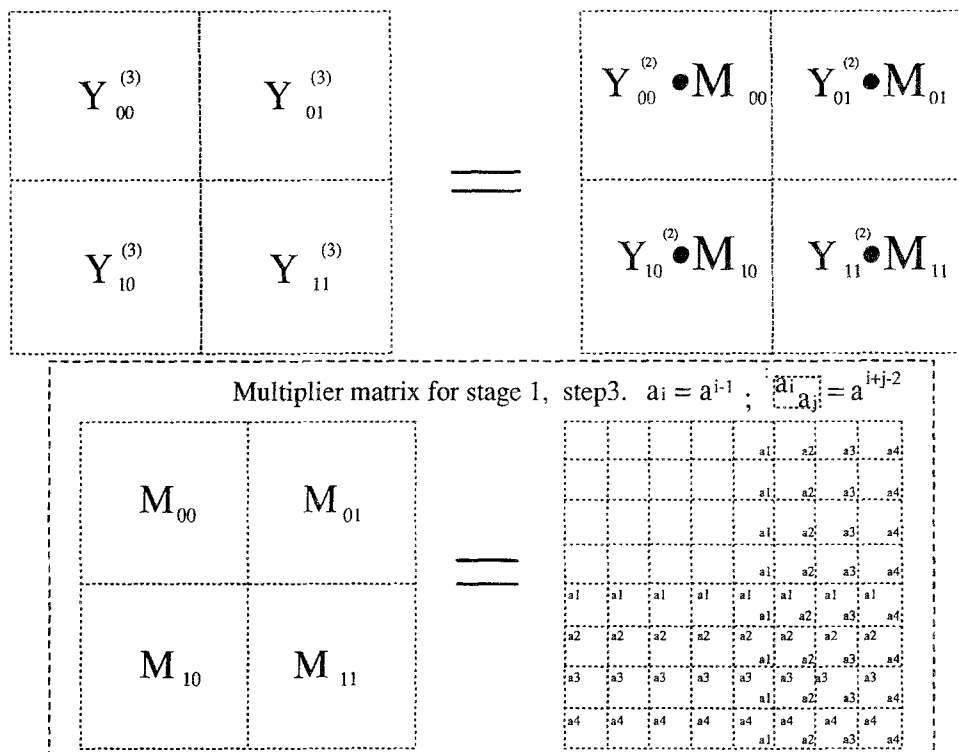 Y₀₀⁽³⁾ Y₀₁⁽³⁾ Y₀₀⁽²⁾ ●M₀₀ Y₀₁⁽²⁾ ●M₀₁
=
Y₁₀⁽³⁾ Y₁₁⁽³⁾ Y₁₀⁽²⁾ ●M₁₀ Y₁₁⁽²⁾ ●M₁₁
Multiplier matrix for stage 1, step3. aᵢ = aⁱ⁻¹ ; aᵢ aⱼ = aⁱ⁺ʲ⁻²
M₀₀ M₀₁
M₁₀ M₁₁
=
a1 a2 a3 a4
a1 a2 a3 a4
a1 a2 a3 a4
a1 a2 a3 a4
a1 a1 a1 a1 a1 a1 a1 a1
a1 a2 a3 a4
a2 a2 a2 a2 a2 a2 a2 a2
a1 a2 a3 a4
a3 a3 a3 a3 a3 a3 a3 a3
a1 a2 a3 a4
a4 a4 a4 a4 a4 a4 a4 a4
a1 a2 a3 a4